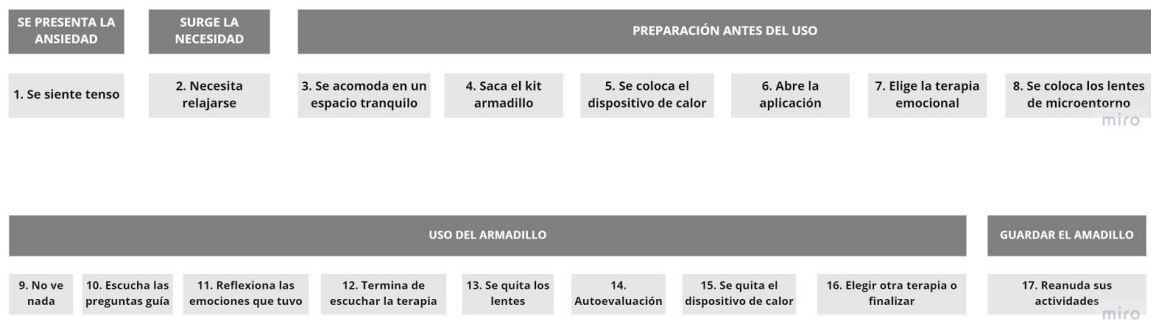 SE PRESENTA LA
ANSIEDAD
SURGE LA
NECESIDAD
PREPARACIÓN ANTES DEL USO
1. Se siente tenso
2. Necesita
relajarse
3. Se acomoda en un
espacio tranquilo
4. Saca el kit
armadillo
5. Se coloca el
dispositivo de calor
6. Abre la
aplicación
7. Elige la terapia
emocional
8. Se coloca los lentes
de microentorno
miro
USO DEL ARMADILLO
GUARDAR EL AMADILLO
9. No ve
nada
10. Escucha las
preguntas guía
11. Reflexiona las
emociones que tuvo
12. Termina de
escuchar la terapia
13. Se quita los
lentes
14.
Autoevaluación
15. Se quita el
dispositivo de calor
16. Elegir otra terapia o
finalizar
17. Reanuda sus
actividades
miro